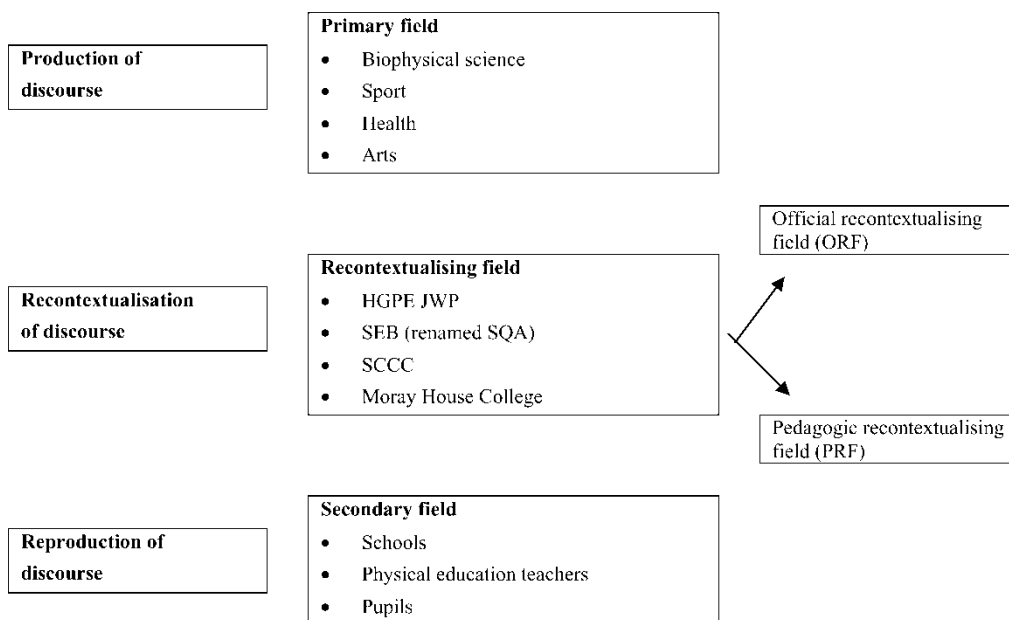 Production of
discourse
Primary field
• Biophysical science
• Sport
• Health
• Arts
Recontextualisation
of discourse
Recontextualising field
• HGPE JWP
• SEB (renamed SQA)
• SCCC
• Moray House College
Official recontextualising
field (ORF)
Pedagogic recontextualising
field (PRF)
Reproduction of
discourse
Secondary field
• Schools
• Physical education teachers
• Pupils